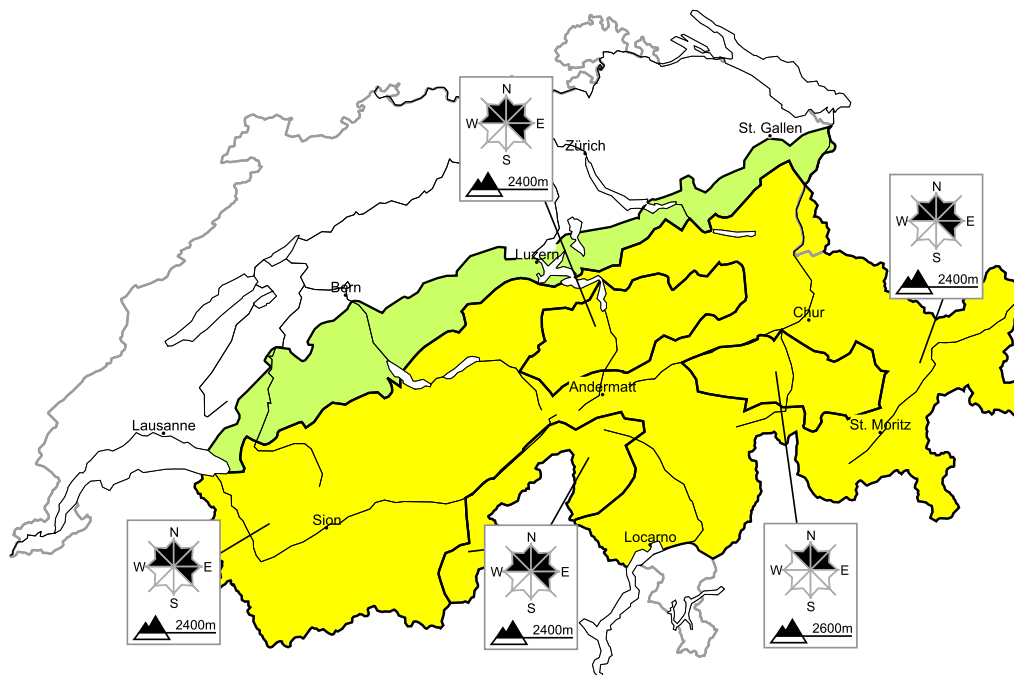 St. Gallen
N
W E
S
2400m
Zürich
N
W E
S
2400m
Luzern
Bern
Chur
Andermatt
Lausanne
St. Moritz
Sion
Locarno
N
W E
S
2400m
N
W E
S
2400m
N
W E
S
2600m